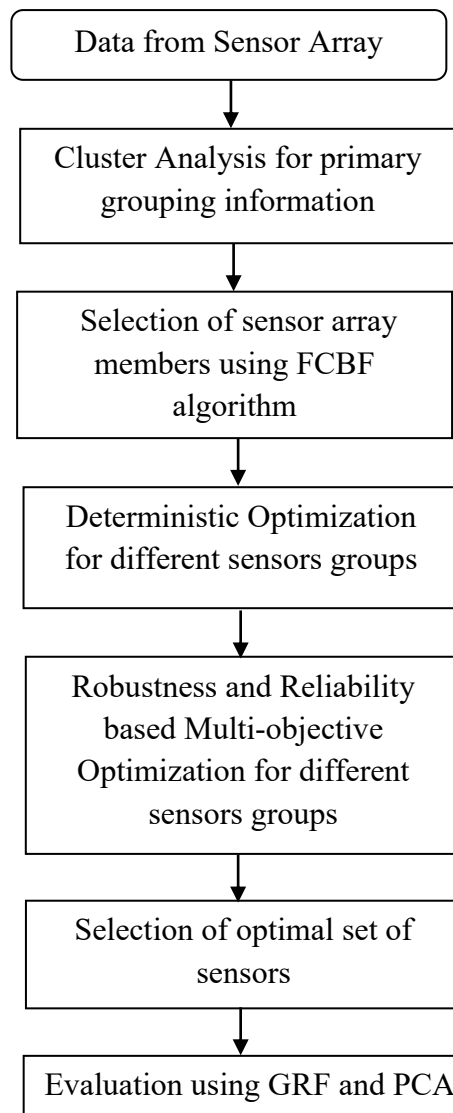 Data from Sensor Array
Cluster Analysis for primary
grouping information
Selection of sensor array
members using FCBF
algorithm
Deterministic Optimization
for different sensors groups
Robustness and Reliability
based Multi-objective
Optimization for different
sensors groups
Selection of optimal set of
sensors
Evaluation using GRF and PCA